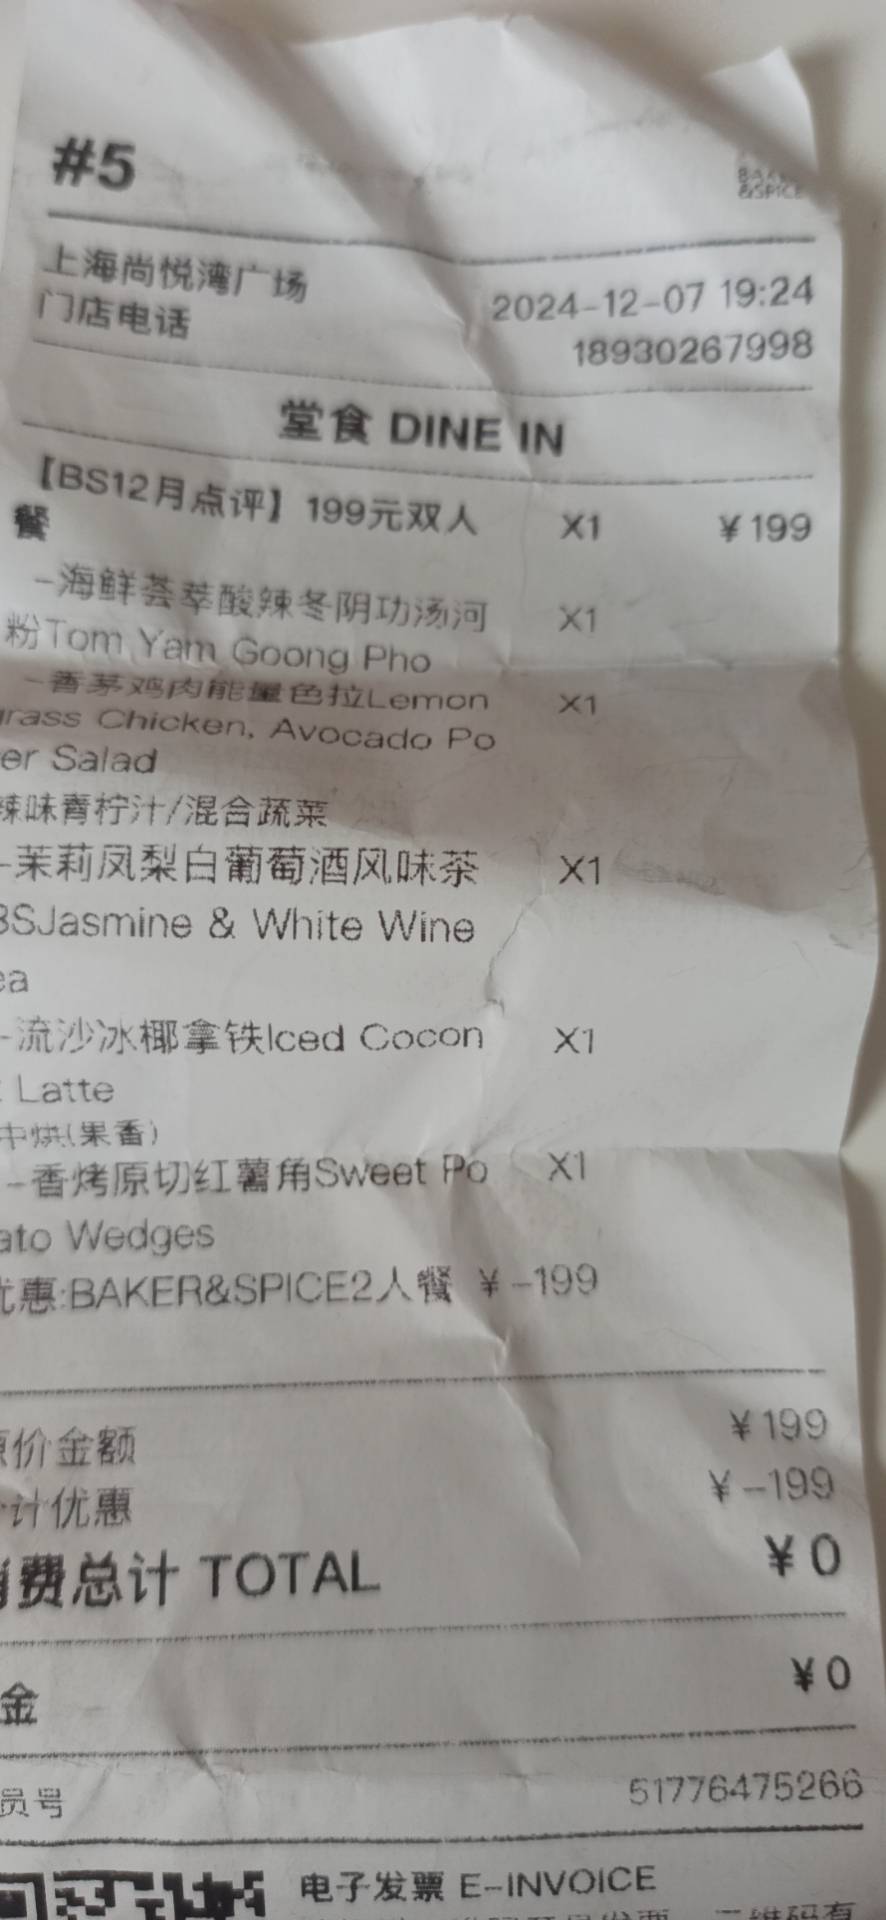 #5
BAKER
&SPICE
上海尚悦湾广场 2024-12-07 19:24
门店电话 18930267998
堂食 DINE IN
【BS12月点评】199元双人 X1 ¥199
餐
-海鲜荟萃酸辣冬阴功汤河 X1
粉Tom Yam Goong Pho
-香茅鸡肉能量色拉Lemon X1
grass Chicken, Avocado Po
er Salad
辣味青柠汁/混合蔬菜
-茉莉凤梨白葡萄酒风味茶 X1
BSJasmine & White Wine
ea
-流沙冰椰拿铁Iced Cocon X1
t Latte
中烘(果香)
-香烤原切红薯角Sweet Po X1
ato Wedges
优惠:BAKER&SPICE2人餐 ¥-199
原价金额 ¥199
计优惠 ¥-199
消费总计 TOTAL ¥0
金 ¥0
员号 51776475266
电子发票 E-INVOICE